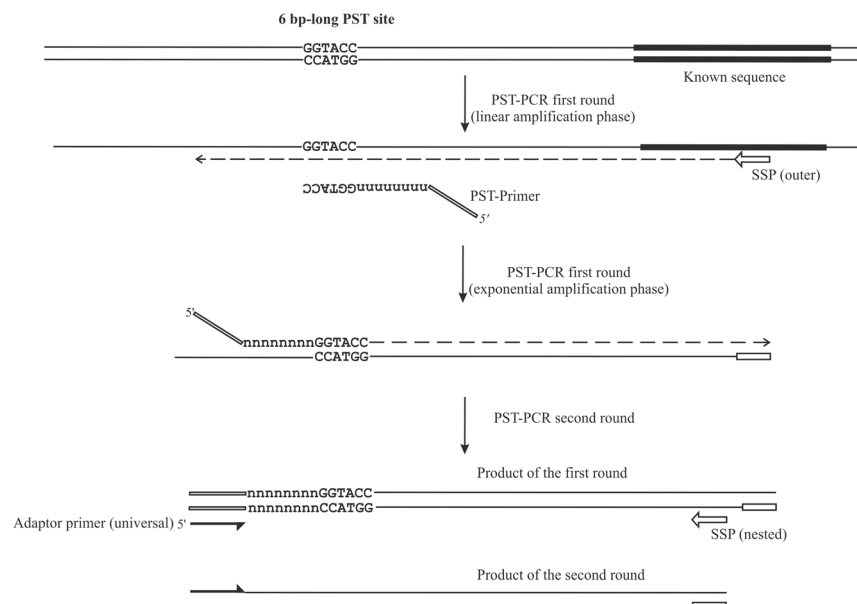 6 bp-long PST site
GGTACC
CCATGG
Known sequence
PST-PCR first round
(linear amplification phase)
GGTACC
SSP (outer)
GGTACCnnnnnnnn
PST-Primer
5'
PST-PCR first round
(exponential amplification phase)
5'
nnnnnnnnGGTACC
CCATGG
PST-PCR second round
Product of the first round
nnnnnnnnGGTACC
nnnnnnnnCCATGG
Adaptor primer (universal) 5'
SSP (nested)
Product of the second round